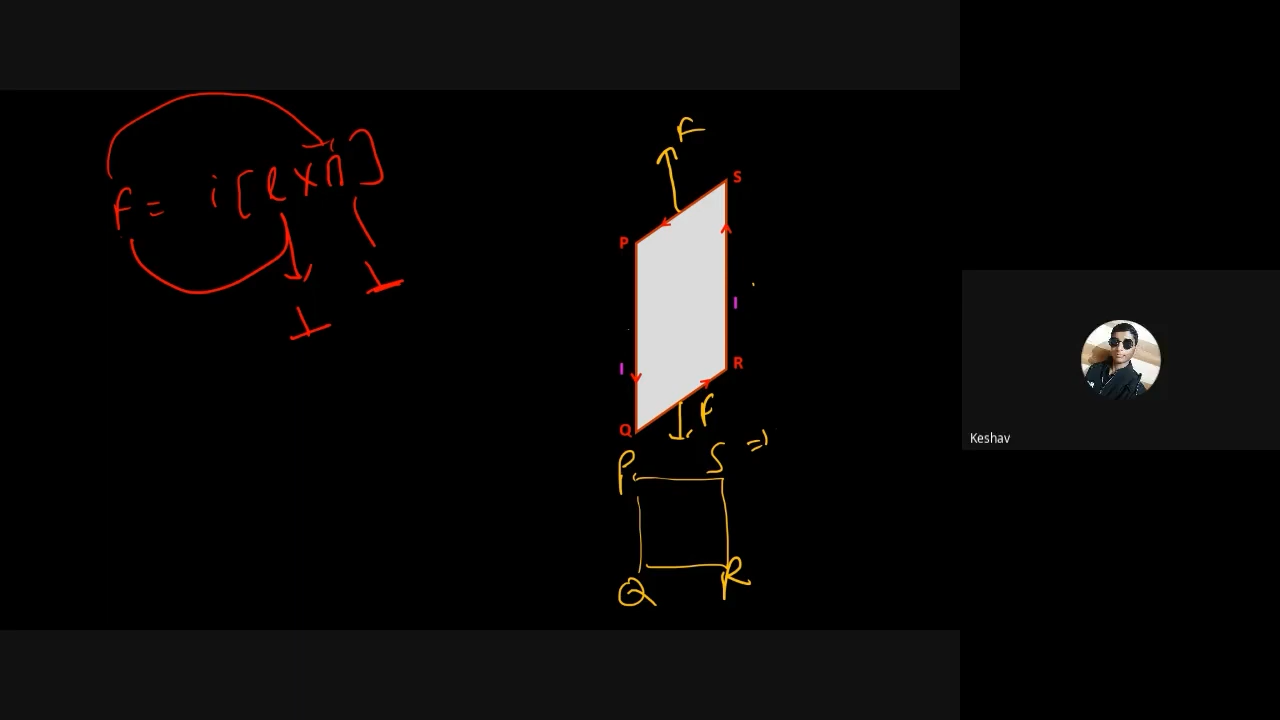 F = i [ l × B ]
⊥
⊥
F
S
P
I
I
R
F
Q
P S ⇒
Q R
Keshav